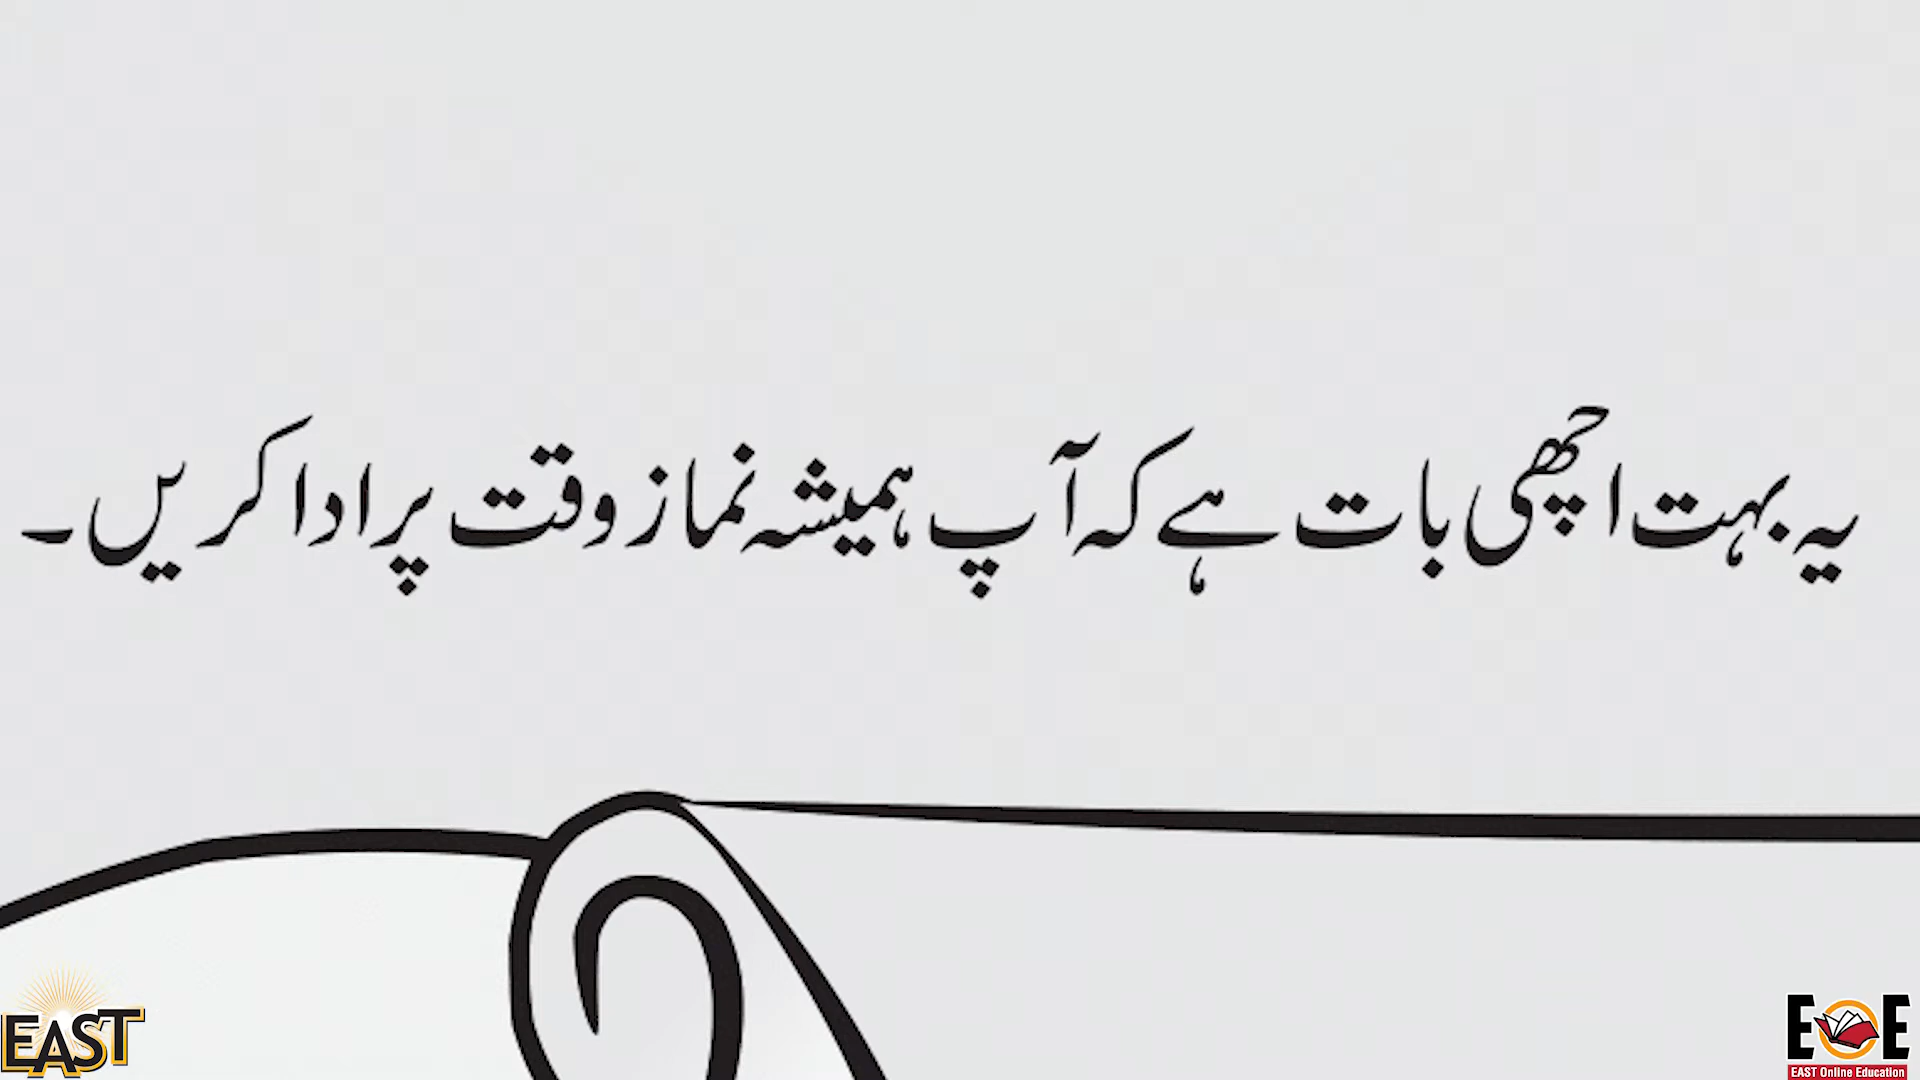 یہ بہت اچھی بات ہے کہ آپ ہمیشہ نماز وقت پر ادا کریں۔
EAST
EOE
EAST Online Education